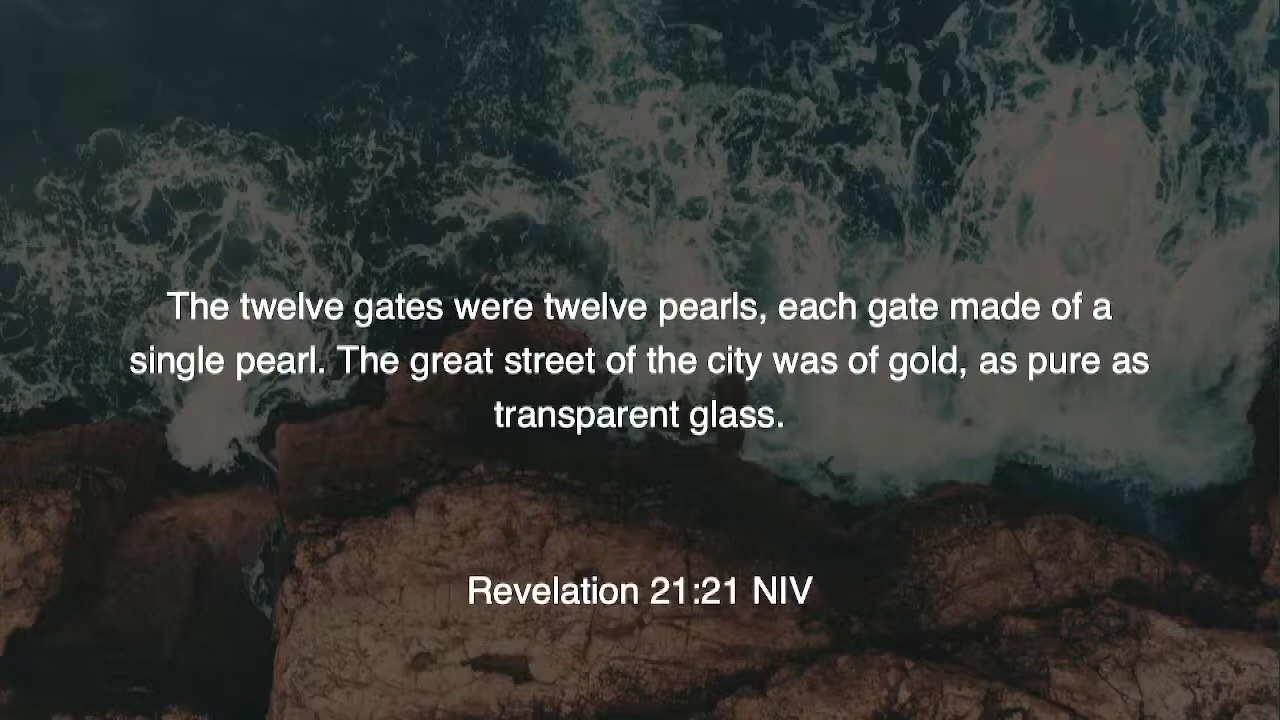 The twelve gates were twelve pearls, each gate made of a
single pearl. The great street of the city was of gold, as pure as
transparent glass.
Revelation 21:21 NIV